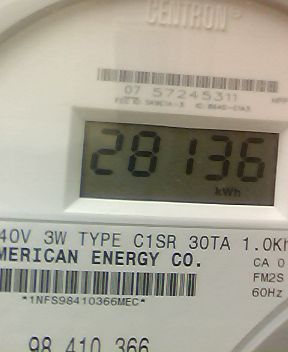 CENTRON®
07 57245311
28136
kWh
40V 3W TYPE C1SR 30TA 1.0Kh
MERICAN ENERGY CO.
CA 0
FM2S
60Hz
*1NFS98410366MEC*
98 410 366